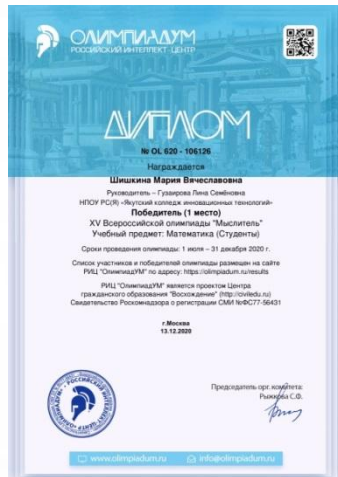 ОЛИМПИАДУМ
РОССИЙСКИЙ ИНТЕЛЛЕКТ - ЦЕНТР
ДИПЛОМ
№ OL 620 - 106126
Награждается
Шишкина Мария Вячеславовна
Руководитель – Гузаирова Лина Семёновна
НПОУ РС(Я) «Якутский колледж инновационных технологий»
Победитель (1 место)
XV Всероссийской олимпиады "Мыслитель"
Учебный предмет: Математика (Студенты)
Сроки проведения олимпиады: 1 июля – 31 декабря 2020 г.
Список участников и победителей олимпиады размещен на сайте
РИЦ "ОлимпиадУМ" по адресу: https://olimpiadum.ru/results
РИЦ "ОлимпиадУМ" является проектом Центра
гражданского образования "Восхождение" (http://civiledu.ru)
Свидетельство Роскомнадзора о регистрации СМИ №ФС77-56431
г.Москва
13.12.2020
Председатель орг. комитета:
Рыжкова С.Ф.
www.olimpiadum.ru info@olimpiadum.ru